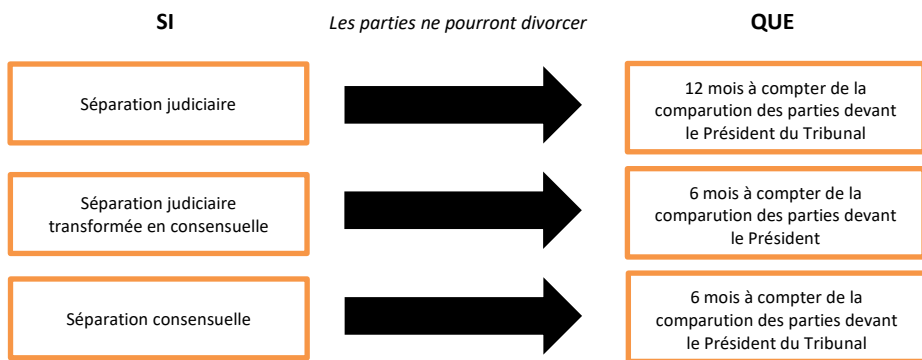 SI
Les parties ne pourront divorcer
QUE
Séparation judiciaire
12 mois à compter de la
comparution des parties devant
le Président du Tribunal
Séparation judiciaire
transformée en consensuelle
6 mois à compter de la
comparution des parties devant
le Président
Séparation consensuelle
6 mois à compter de la
comparution des parties devant
le Président du Tribunal